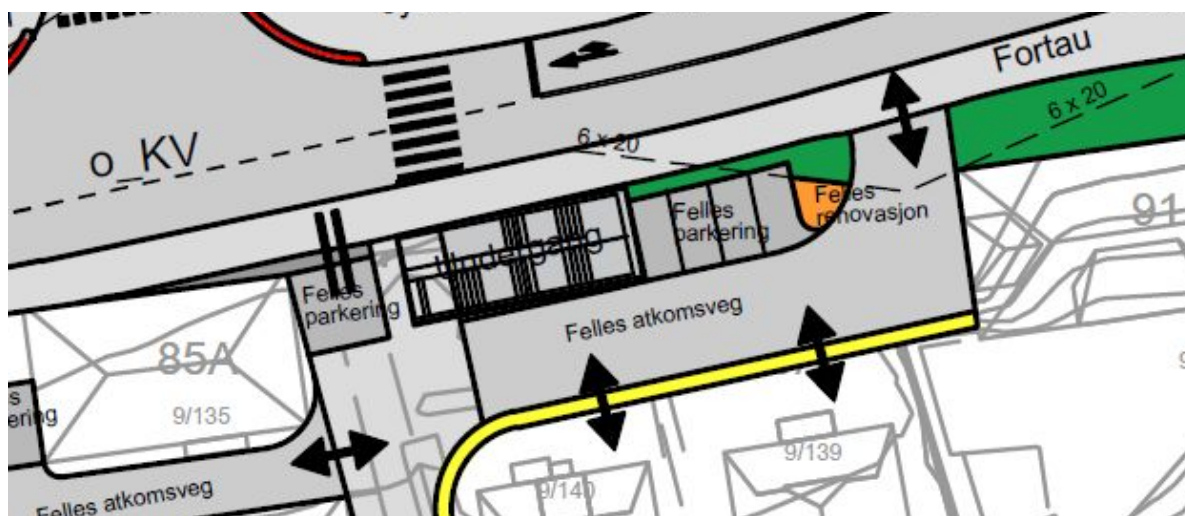 o_KV
Fortau
6 x 20
6 x 20
91
Felles
renovasjon
Felles
parkering
Undergang
Felles
parkering
Felles atkomsveg
85A
9/135
ering
9/139
9/140
Felles atkomsveg